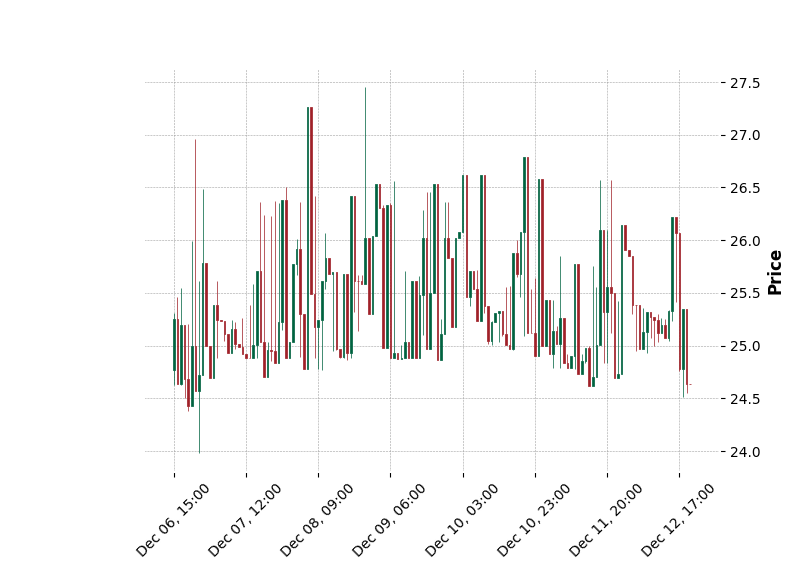 27.5
27.0
26.5
26.0
25.5
25.0
24.5
24.0
Price
Dec 06, 15:00
Dec 07, 12:00
Dec 08, 09:00
Dec 09, 06:00
Dec 10, 03:00
Dec 10, 23:00
Dec 11, 20:00
Dec 12, 17:00